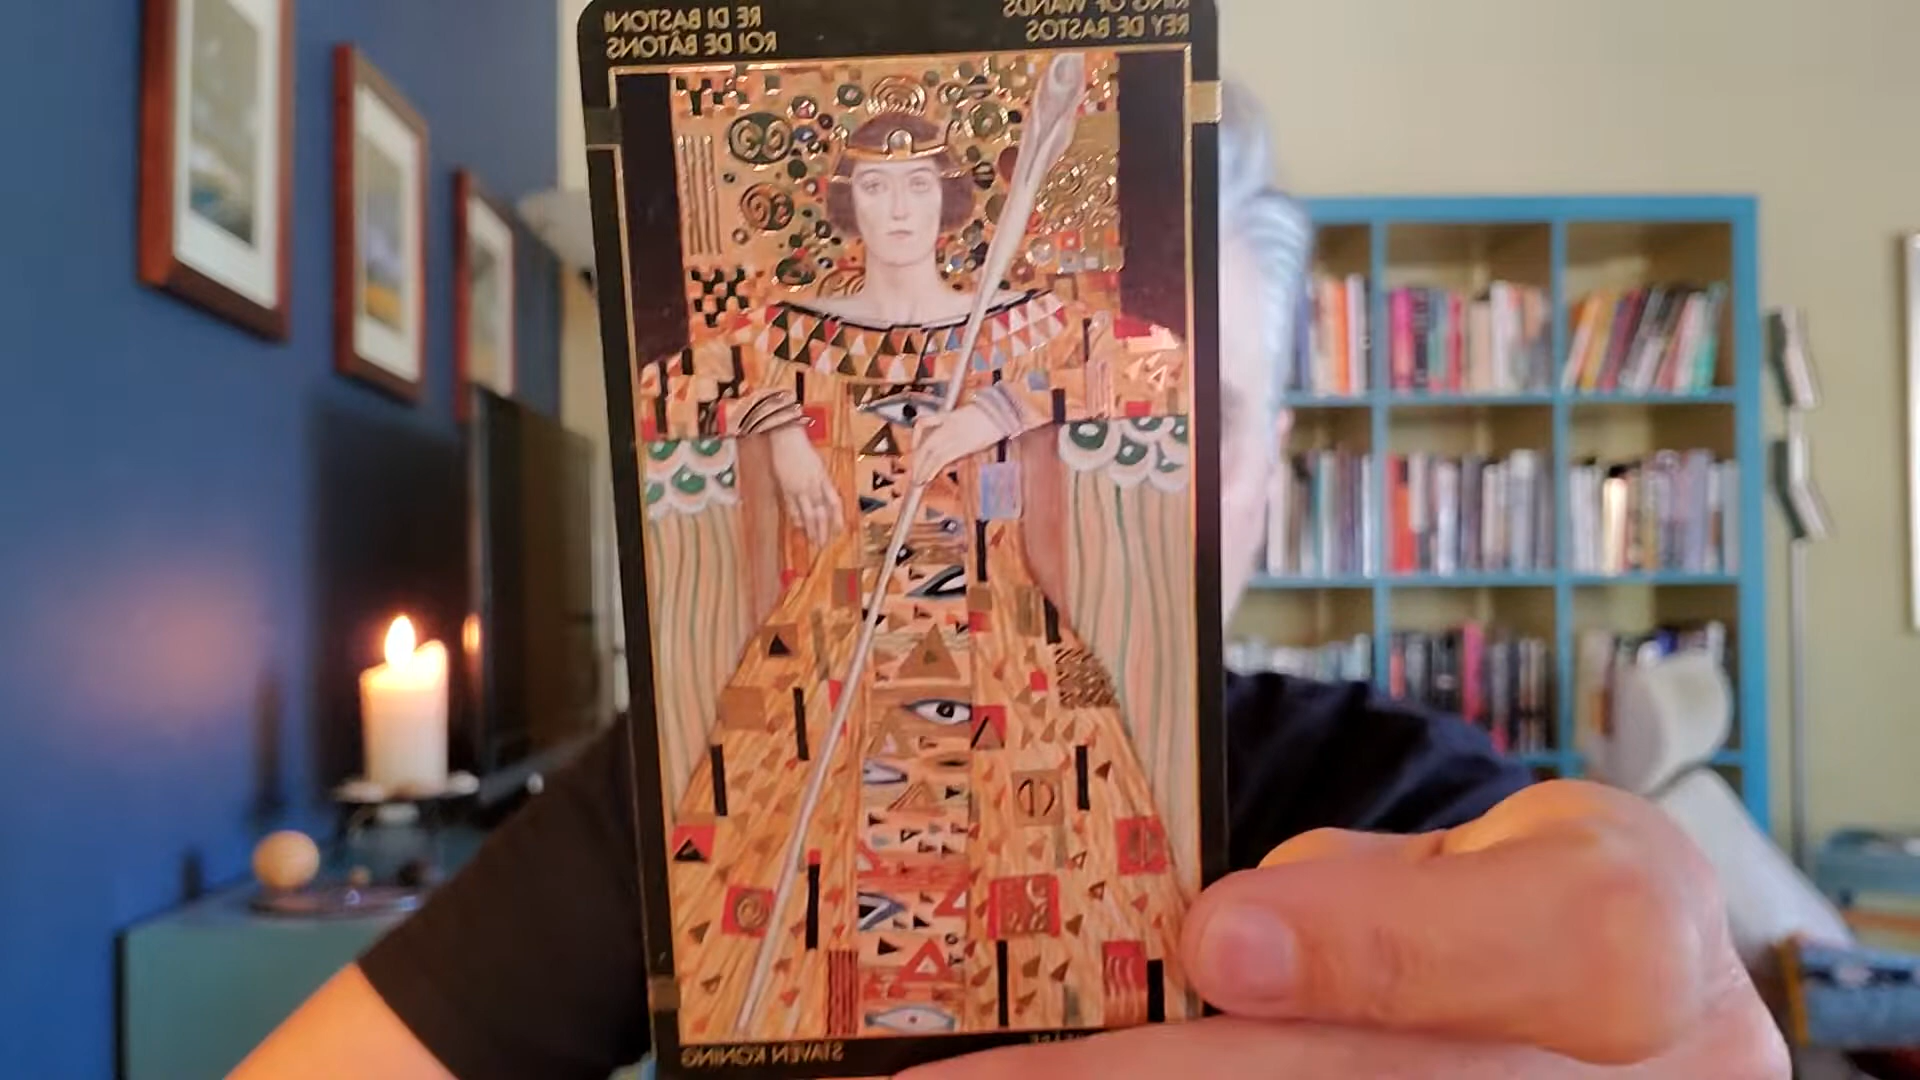 KING OF WANDS
REY DE BASTOS
RE DI BASTONI
ROI DE BÂTONS
STAVEN KONING